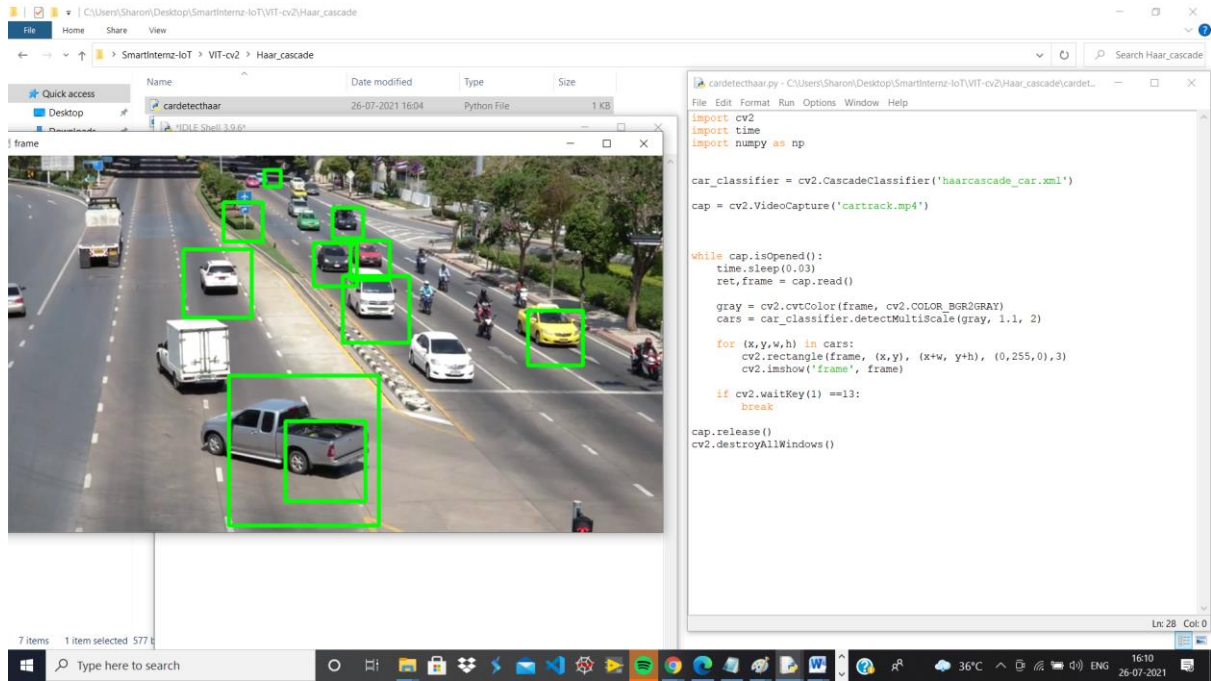 C:\Users\Sharon\Desktop\SmartInternz-IoT\VIT-cv2\Haar_cascade
File Home Share View
SmartInternz-IoT > VIT-cv2 > Haar_cascade
Search Haar_cascade
Name Date modified Type Size
Quick access
Desktop
cardetecthaar 26-07-2021 16:04 Python File 1 KB
*IDLE Shell 3.9.6*
frame
cardetecthaar.py - C:\Users\Sharon\Desktop\SmartInternz-IoT\VIT-cv2\Haar_cascade\cardet...
File Edit Format Run Options Window Help
import cv2
import time
import numpy as np
car_classifier = cv2.CascadeClassifier('haarcascade_car.xml')
cap = cv2.VideoCapture('cartrack.mp4')
while cap.isOpened():
time.sleep(0.03)
ret,frame = cap.read()
gray = cv2.cvtColor(frame, cv2.COLOR_BGR2GRAY)
cars = car_classifier.detectMultiScale(gray, 1.1, 2)
for (x,y,w,h) in cars:
cv2.rectangle(frame, (x,y), (x+w, y+h), (0,255,0),3)
cv2.imshow('frame', frame)
if cv2.waitKey(1) ==13:
break
cap.release()
cv2.destroyAllWindows()
Ln: 28 Col: 0
7 items 1 item selected 577 b
Type here to search
36°C ENG 16:10
26-07-2021